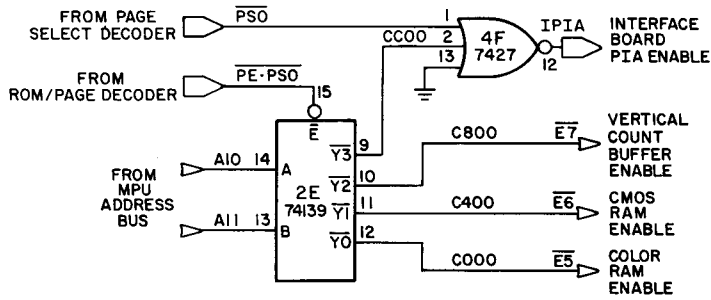 FROM PAGE
SELECT DECODER
PS0
1
CC00
2
13
4F
7427
IPIA
12
INTERFACE
BOARD
PIA ENABLE
FROM
ROM/PAGE DECODER
PE·PS0
15
E
FROM
MPU
ADDRESS
BUS
A10 14
A
A11 13
B
2E
74139
Y3
9
Y2
10
C800
E7
VERTICAL
COUNT
BUFFER
ENABLE
Y1
11
C400
E6
CMOS
RAM
ENABLE
Y0
12
C000
E5
COLOR
RAM
ENABLE